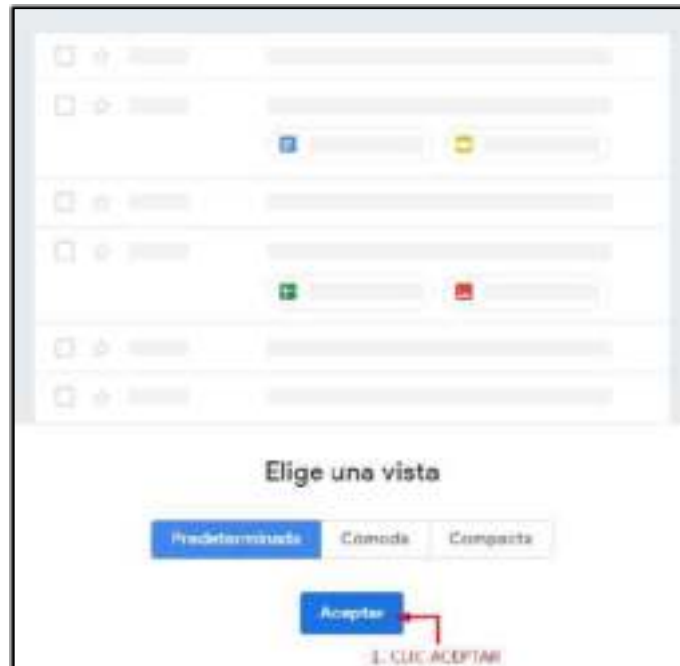 Elige una vista
Predeterminada Cómoda Compacta
Aceptar
1. CLIC ACEPTAR